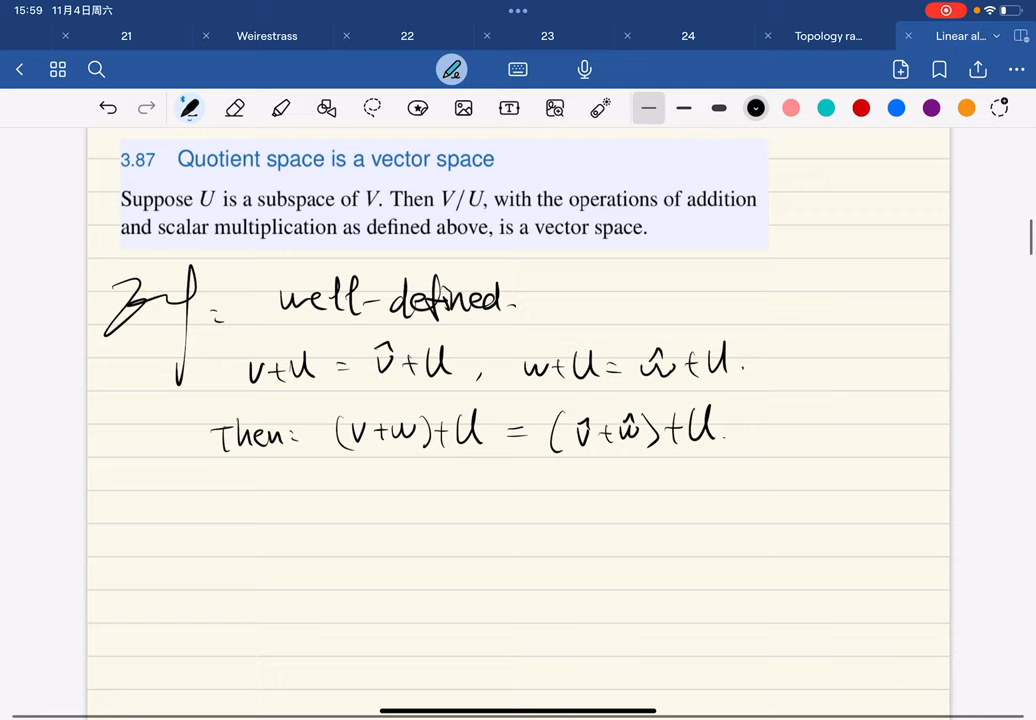 15:59 11月4日周六
21 Weirestrass 22 23 24 Topology ra... Linear al...
3.87 Quotient space is a vector space
Suppose U is a subspace of V. Then V/U, with the operations of addition
and scalar multiplication as defined above, is a vector space.
well-defined.
v+U = v̂+U , w+U = ŵ+U.
Then: (v+w)+U = (v̂+ŵ)+U.